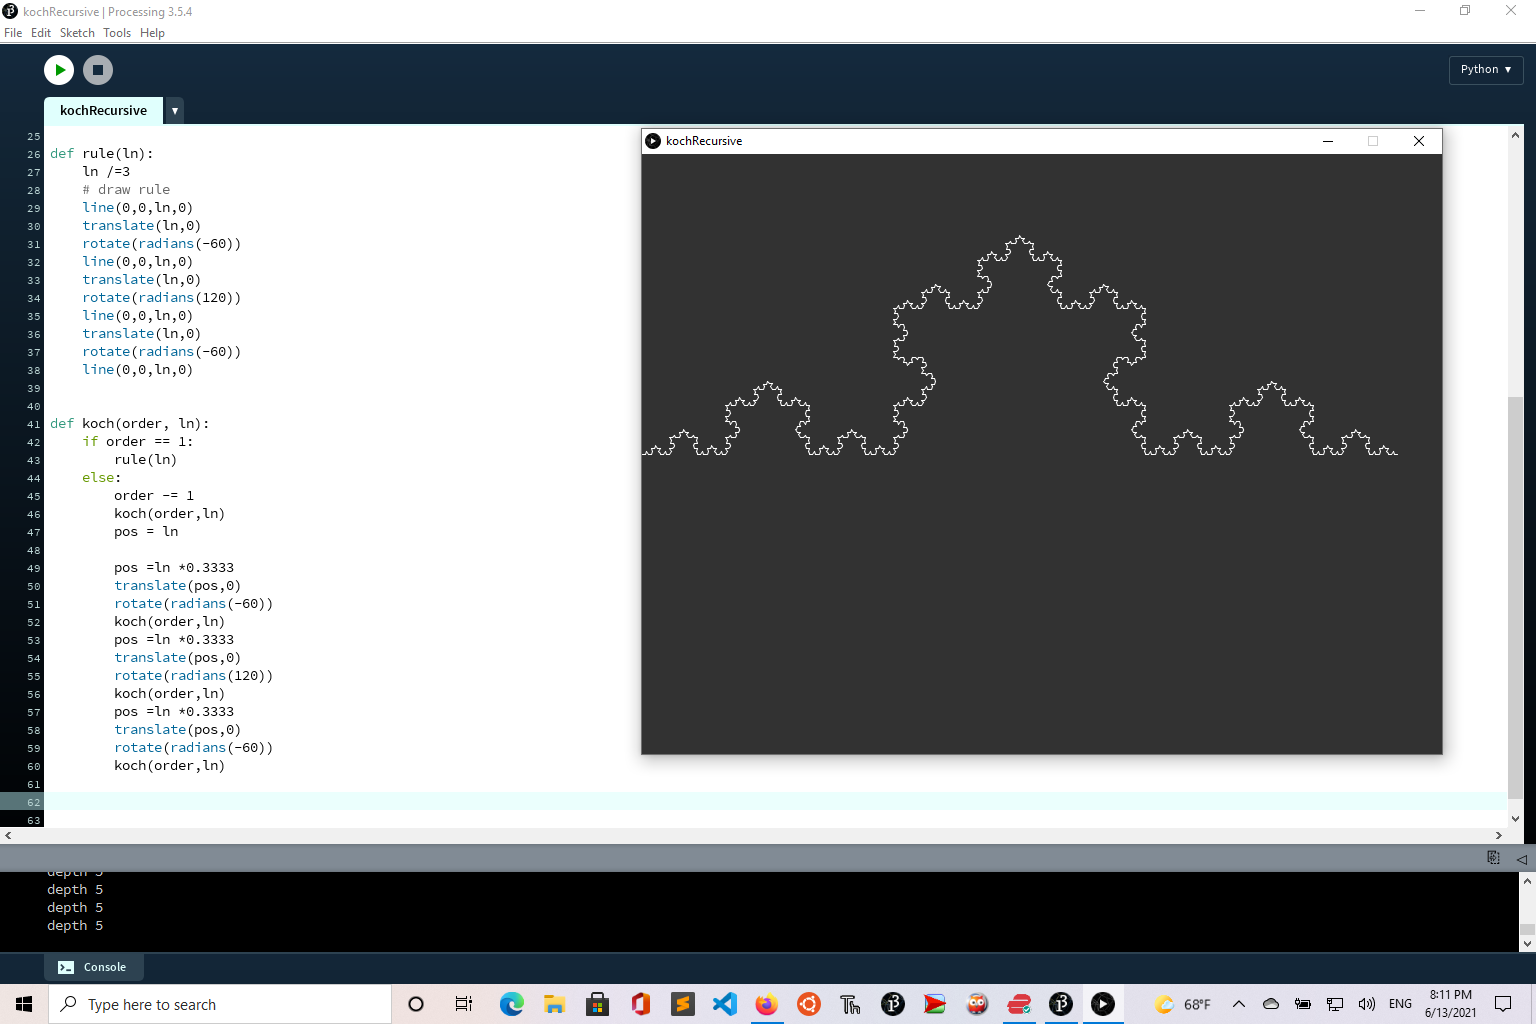 kochRecursive | Processing 3.5.4
File Edit Sketch Tools Help
Python ▾
kochRecursive ▾
25
26 def rule(ln):
27     ln /=3
28     # draw rule
29     line(0,0,ln,0)
30     translate(ln,0)
31     rotate(radians(-60))
32     line(0,0,ln,0)
33     translate(ln,0)
34     rotate(radians(120))
35     line(0,0,ln,0)
36     translate(ln,0)
37     rotate(radians(-60))
38     line(0,0,ln,0)
39
40
41 def koch(order, ln):
42     if order == 1:
43         rule(ln)
44     else:
45         order -= 1
46         koch(order,ln)
47         pos = ln
48
49         pos =ln *0.3333
50         translate(pos,0)
51         rotate(radians(-60))
52         koch(order,ln)
53         pos =ln *0.3333
54         translate(pos,0)
55         rotate(radians(120))
56         koch(order,ln)
57         pos =ln *0.3333
58         translate(pos,0)
59         rotate(radians(-60))
60         koch(order,ln)
61
62
63
kochRecursive
depth 5
depth 5
depth 5
depth 5
Console
Type here to search
68°F
ENG
8:11 PM
6/13/2021